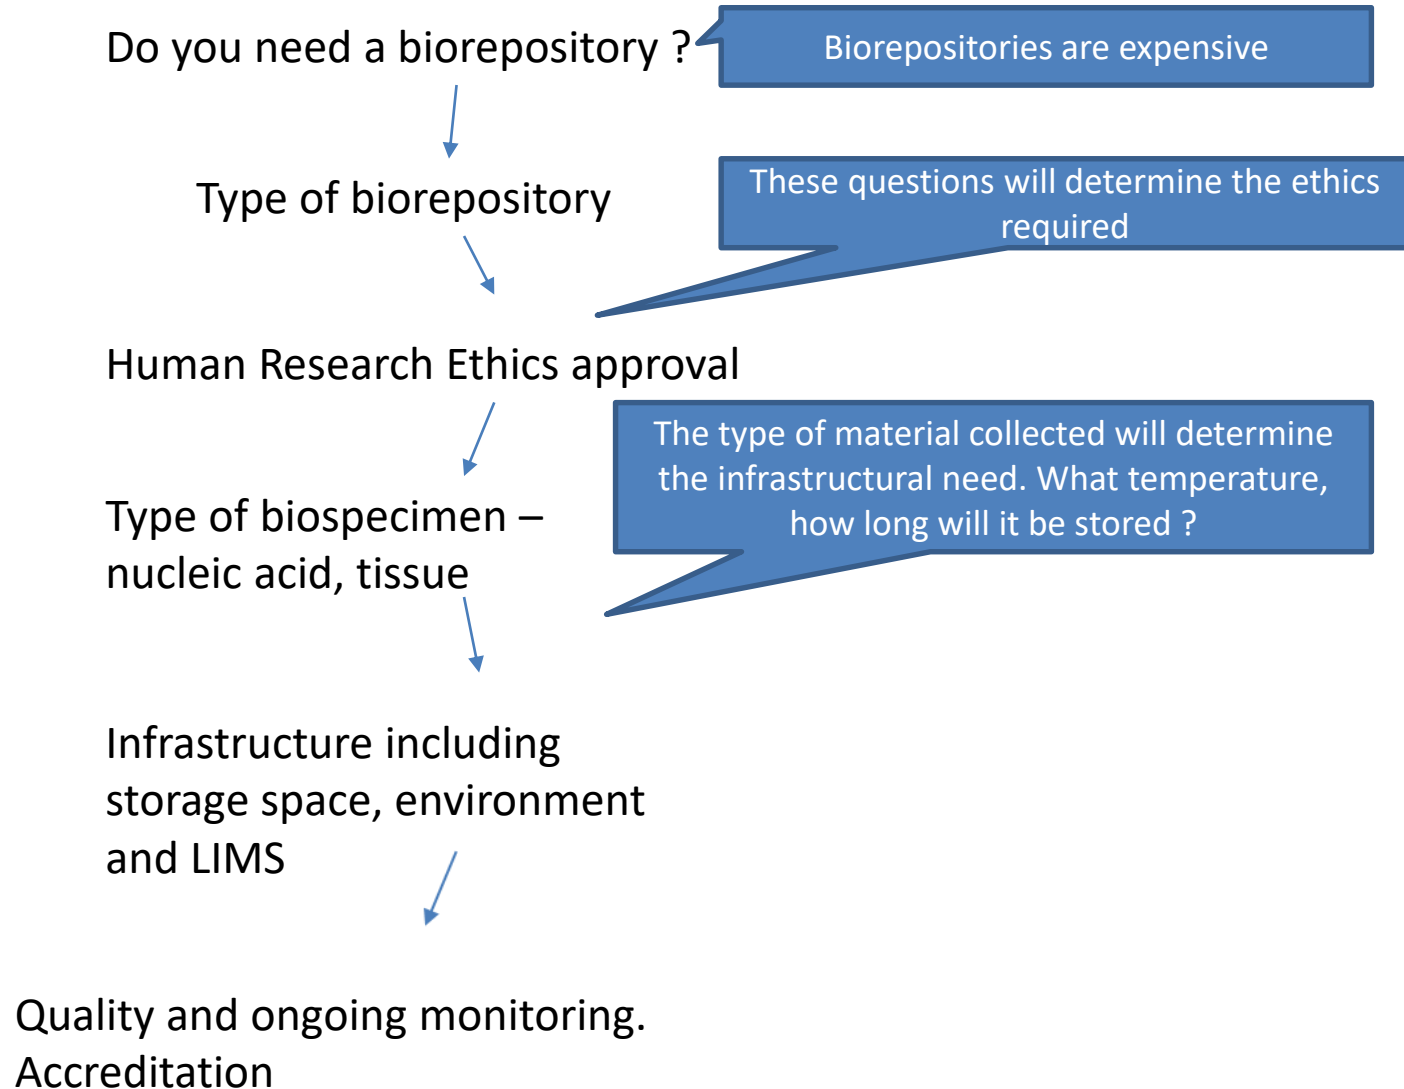 Do you need a biorepository ?
Biorepositories are expensive
Type of biorepository
These questions will determine the ethics
required
Human Research Ethics approval
The type of material collected will determine
the infrastructural need. What temperature,
how long will it be stored ?
Type of biospecimen –
nucleic acid, tissue
Infrastructure including
storage space, environment
and LIMS
Quality and ongoing monitoring.
Accreditation